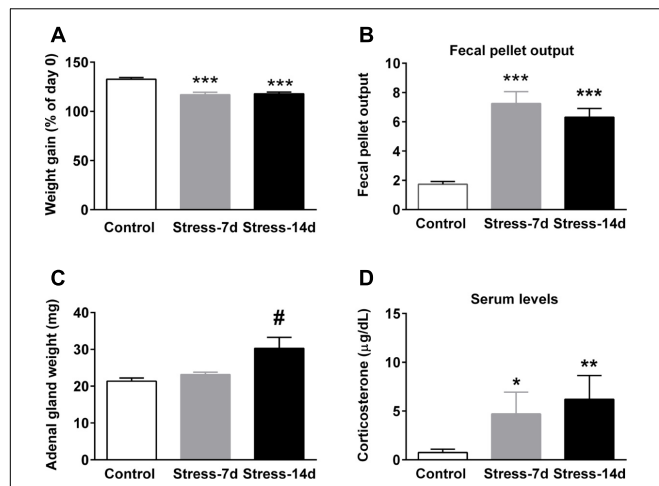 A
Weight gain (% of day 0)
150
100
50
0
***
***
Control Stress-7d Stress-14d
B
Fecal pellet output
Fecal pellet output
8
6
4
2
0
***
***
Control Stress-7d Stress-14d
C
Adenal gland weight (mg)
40
30
20
10
0
#
Control Stress-7d Stress-14d
D
Serum levels
Corticosterone (µg/dL)
15
10
5
0
*
**
Control Stress-7d Stress-14d